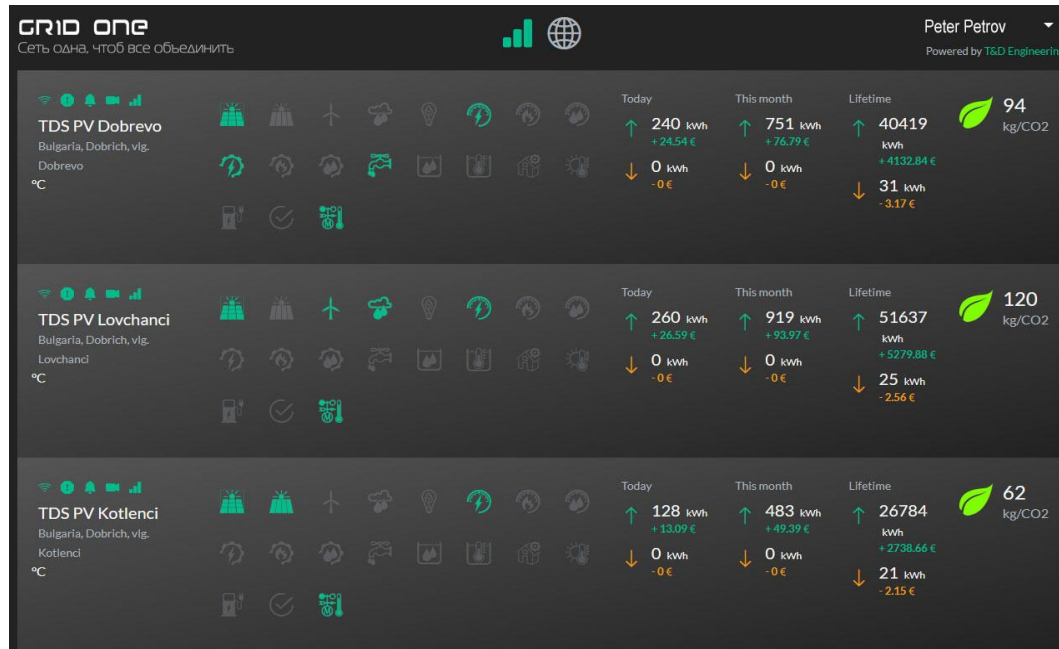 GRID ONE
Сеть одна, чтоб все объединить
Peter Petrov
Powered by T&D Engineerin
TDS PV Dobrevo
Bulgaria, Dobrich, vlg.
Dobrevo
°C
M
Today
240 kWh
+ 24.54 €
0 kWh
- 0 €
This month
751 kWh
+ 76.79 €
0 kWh
- 0 €
Lifetime
40419
kWh
+ 4132.84 €
31 kWh
- 3.17 €
94
kg/CO2
TDS PV Lovchanci
Bulgaria, Dobrich, vlg.
Lovchanci
°C
M
Today
260 kWh
+ 26.59 €
0 kWh
- 0 €
This month
919 kWh
+ 93.97 €
0 kWh
- 0 €
Lifetime
51637
kWh
+ 5279.88 €
25 kWh
- 2.56 €
120
kg/CO2
TDS PV Kotlenci
Bulgaria, Dobrich, vlg.
Kotlenci
°C
M
Today
128 kWh
+ 13.09 €
0 kWh
- 0 €
This month
483 kWh
+ 49.39 €
0 kWh
- 0 €
Lifetime
26784
kWh
+ 2738.66 €
21 kWh
- 2.15 €
62
kg/CO2